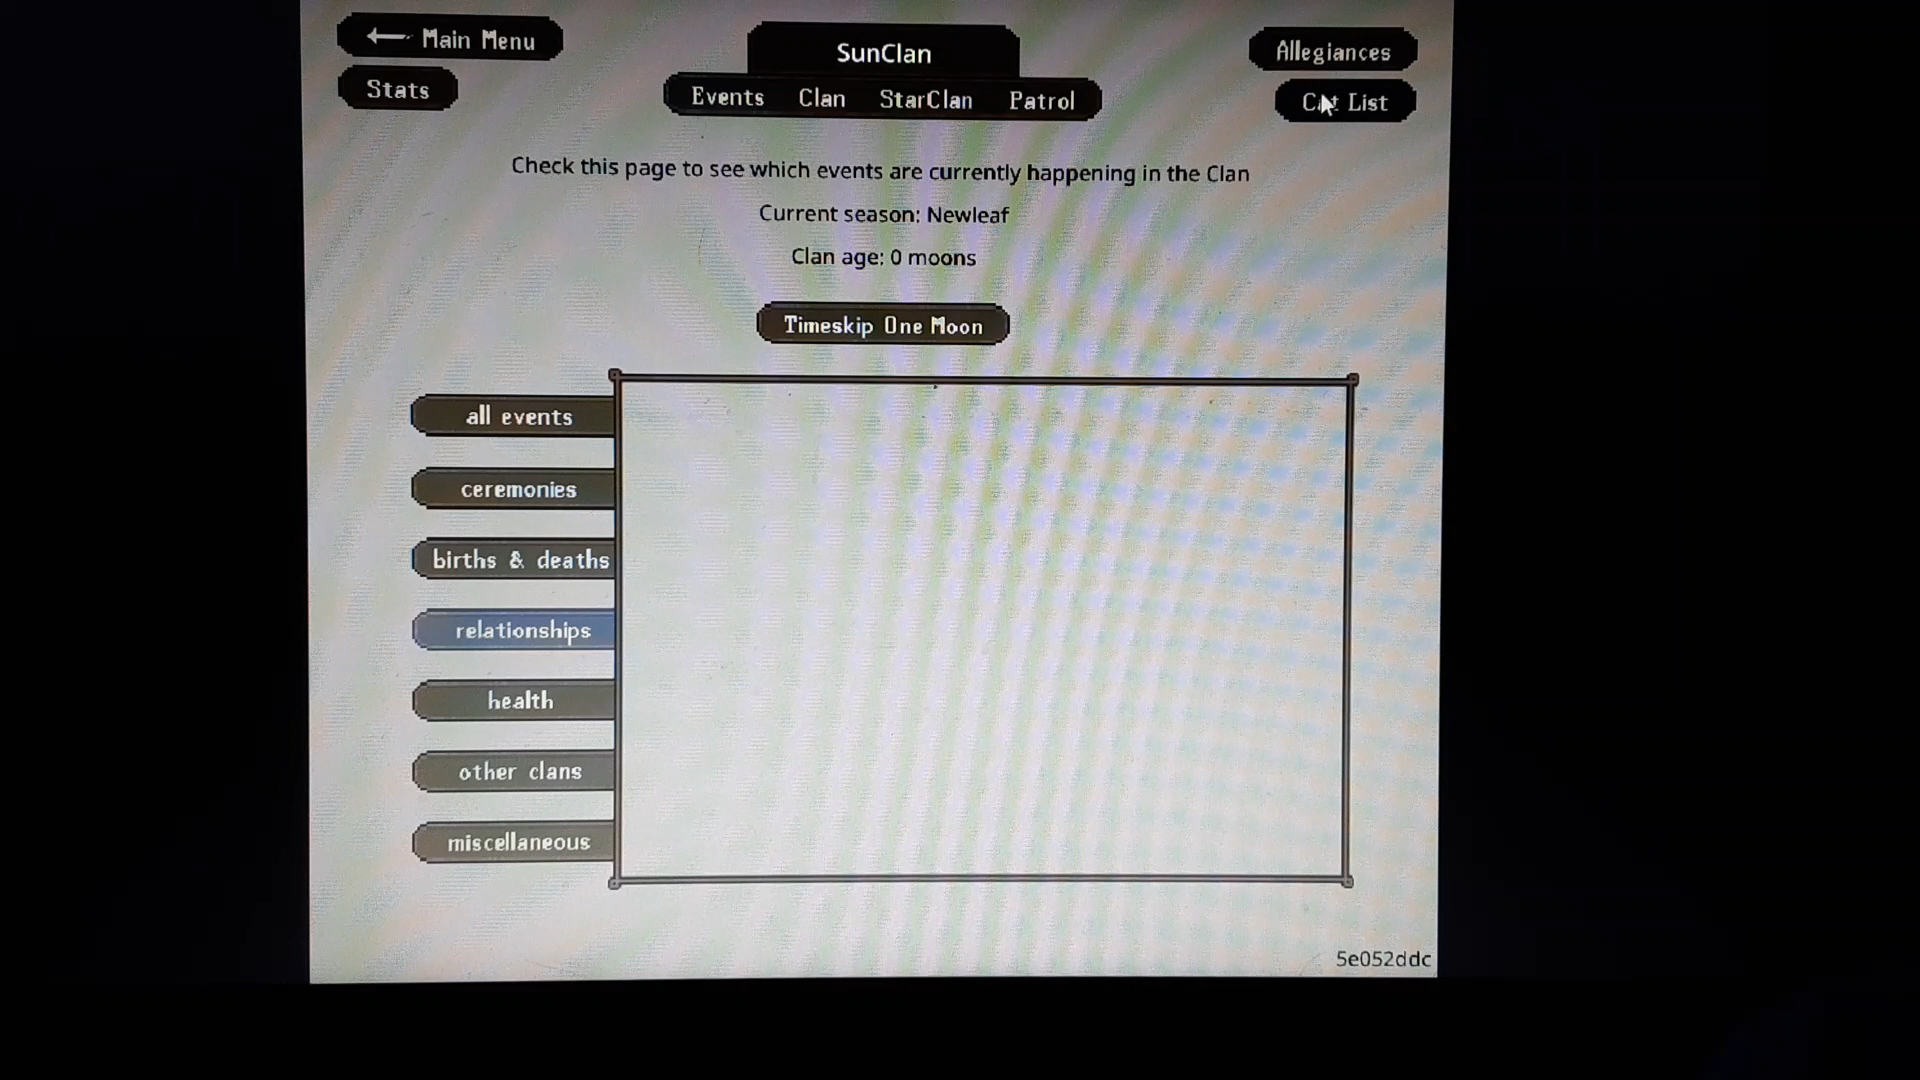 Main Menu
SunClan
Allegiances
Stats
Events Clan StarClan Patrol
Cat List
Check this page to see which events are currently happening in the Clan
Current season: Newleaf
Clan age: 0 moons
Timeskip One Moon
all events
ceremonies
births & deaths
relationships
health
other clans
miscellaneous
5e052ddc